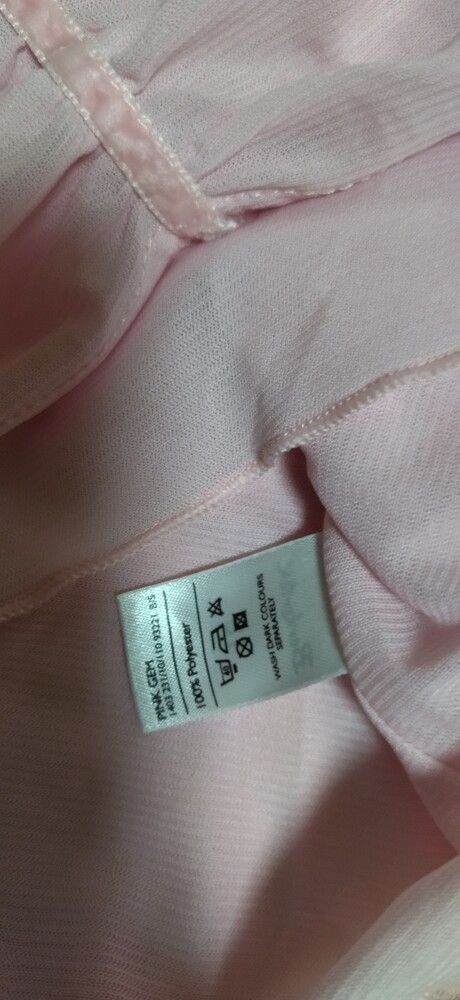 PINK GEM
100% Polyester
WASH DARK COLOURS
SEPARATELY